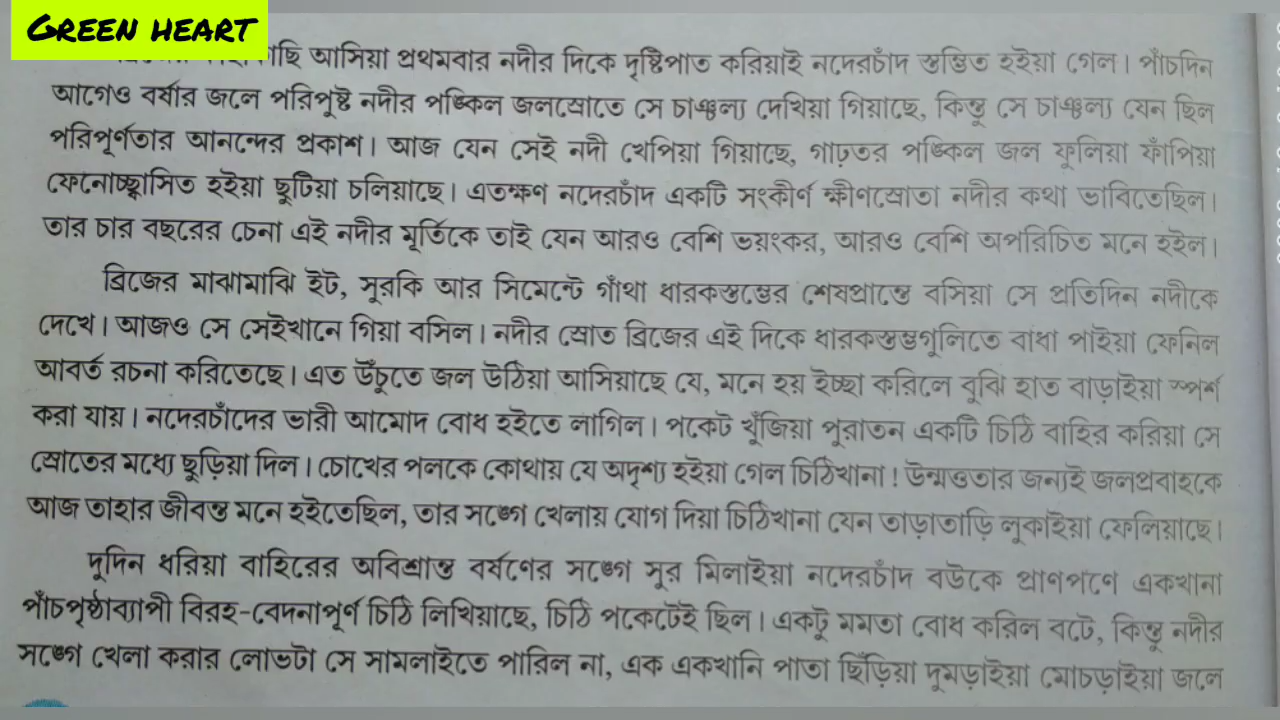 GREEN HEART
আসিয়া প্রথমবার নদীর দিকে দৃষ্টিপাত করিয়াই নদেরচাঁদ স্তম্ভিত হইয়া গেল। পাঁচদিন
আগেও বর্ষার জলে পরিপুষ্ট নদীর পঙ্কিল জলস্রোতে সে চাঞ্চল্য দেখিয়া গিয়াছে, কিন্তু সে চাঞ্চল্য যেন ছিল
পরিপূর্ণতার আনন্দের প্রকাশ। আজ যেন সেই নদী খেপিয়া গিয়াছে, গাঢ়তর পঙ্কিল জল ফুলিয়া ফাঁপিয়া
ফেনোচ্ছ্বাসিত হইয়া ছুটিয়া চলিয়াছে। এতক্ষণ নদেরচাঁদ একটি সংকীর্ণ ক্ষীণস্রোতা নদীর কথা ভাবিতেছিল।
তার চার বছরের চেনা এই নদীর মূর্তিকে তাই যেন আরও বেশি ভয়ংকর, আরও বেশি অপরিচিত মনে হইল।
ব্রিজের মাঝামাঝি ইট, সুরকি আর সিমেন্টে গাঁথা ধারকস্তম্ভের শেষপ্রান্তে বসিয়া সে প্রতিদিন নদীকে
দেখে। আজও সে সেইখানে গিয়া বসিল। নদীর স্রোত ব্রিজের এই দিকে ধারকস্তম্ভগুলিতে বাধা পাইয়া ফেনিল
আবর্ত রচনা করিতেছে। এত উঁচুতে জল উঠিয়া আসিয়াছে যে, মনে হয় ইচ্ছা করিলে বুঝি হাত বাড়াইয়া স্পর্শ
করা যায়। নদেরচাঁদের ভারী আমোদ বোধ হইতে লাগিল। পকেট খুঁজিয়া পুরাতন একটি চিঠি বাহির করিয়া সে
স্রোতের মধ্যে ছুড়িয়া দিল। চোখের পলকে কোথায় যে অদৃশ্য হইয়া গেল চিঠিখানা! উন্মত্ততার জন্যই জলপ্রবাহকে
আজ তাহার জীবন্ত মনে হইতেছিল, তার সঙ্গে খেলায় যোগ দিয়া চিঠিখানা যেন তাড়াতাড়ি লুকাইয়া ফেলিয়াছে।
দুদিন ধরিয়া বাহিরের অবিশ্রান্ত বর্ষণের সঙ্গে সুর মিলাইয়া নদেরচাঁদ বউকে প্রাণপণে একখানা
পাঁচপৃষ্ঠাব্যাপী বিরহ-বেদনাপূর্ণ চিঠি লিখিয়াছে, চিঠি পকেটেই ছিল। একটু মমতা বোধ করিল বটে, কিন্তু নদীর
সঙ্গে খেলা করার লোভটা সে সামলাইতে পারিল না, এক একখানি পাতা ছিঁড়িয়া দুমড়াইয়া মোচড়াইয়া জলে